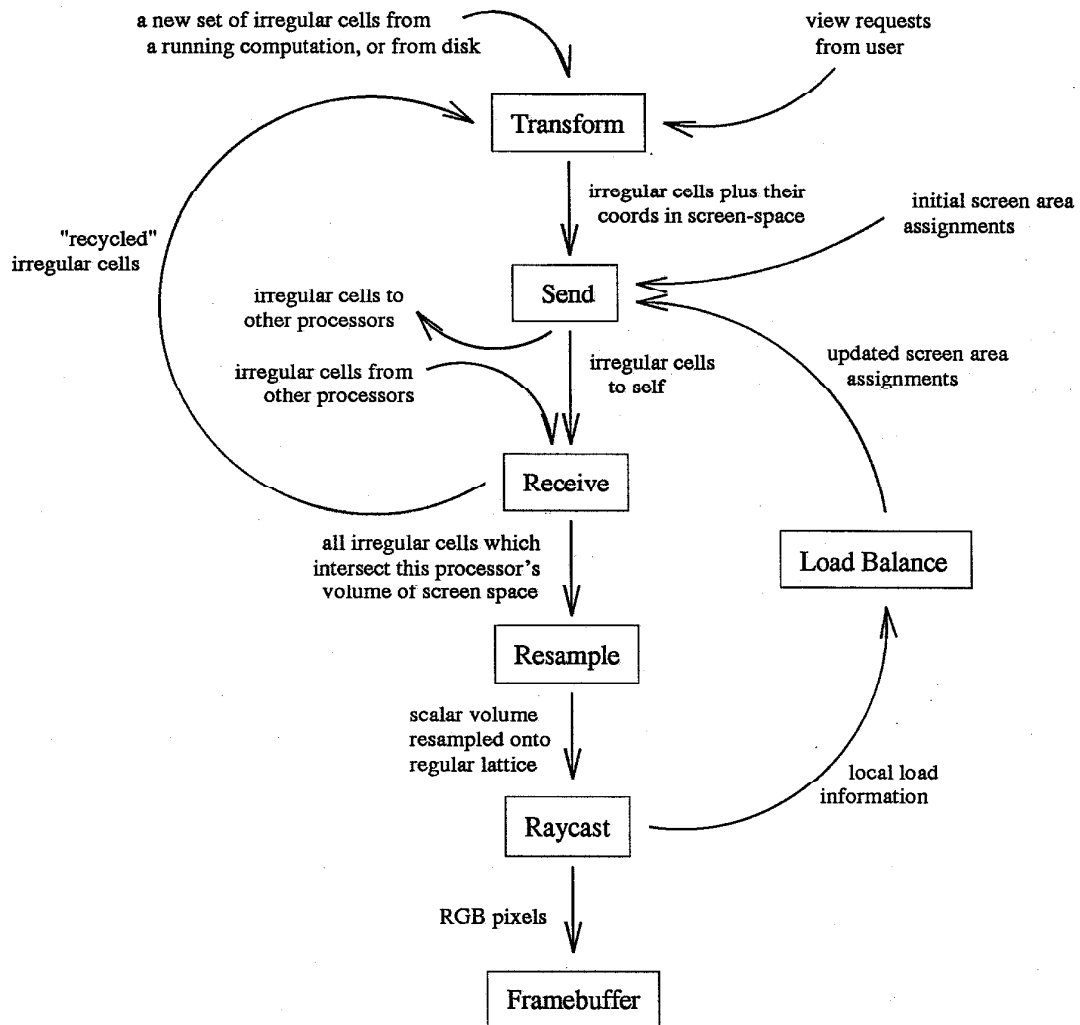 a new set of irregular cells from
a running computation, or from disk
view requests
from user
Transform
irregular cells plus their
coords in screen-space
initial screen area
assignments
"recycled"
irregular cells
Send
irregular cells to
other processors
irregular cells from
other processors
irregular cells
to self
updated screen area
assignments
Receive
all irregular cells which
intersect this processor's
volume of screen space
Load Balance
Resample
scalar volume
resampled onto
regular lattice
local load
information
Raycast
RGB pixels
Framebuffer